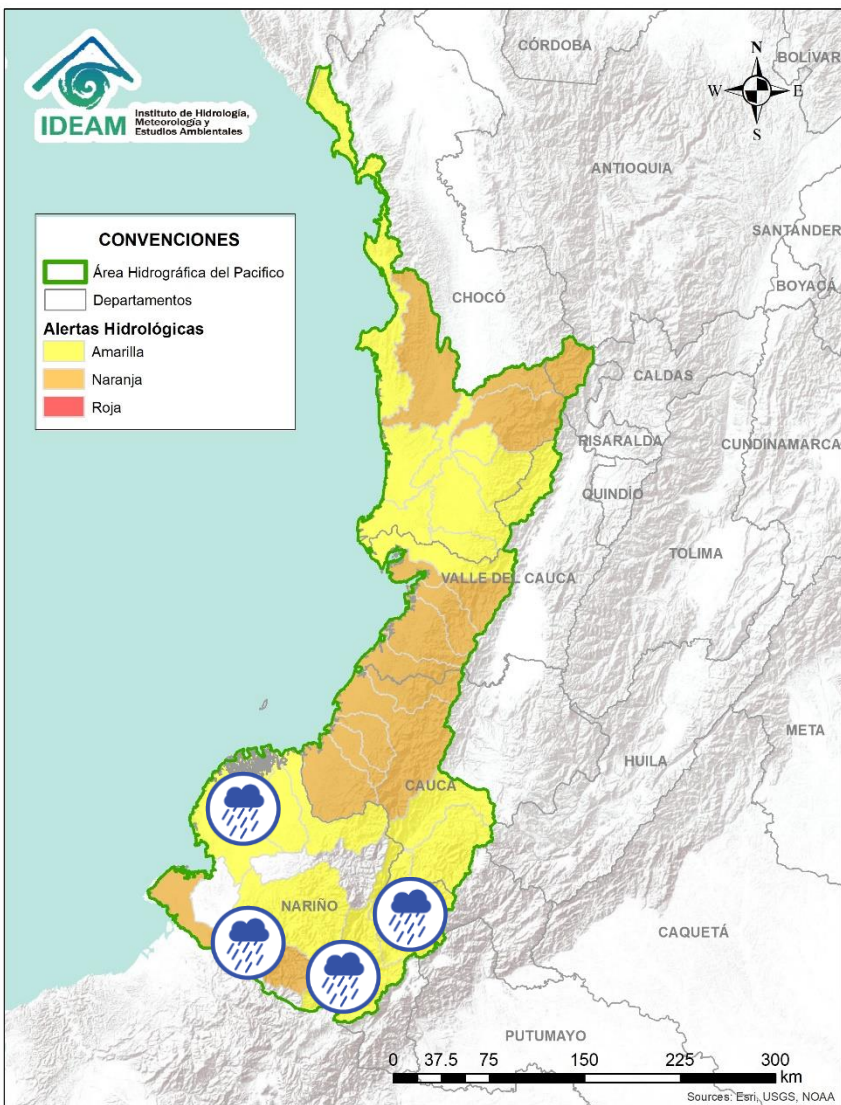 IDEAM
Instituto de Hidrología,
Meteorología y
Estudios Ambientales
N
W
E
S
CÓRDOBA
BOLÍVAR
ANTIOQUIA
SANTANDER
BOYACÁ
CONVENCIONES
Área Hidrográfica del Pacifico
Departamentos
Alertas Hidrológicas
Amarilla
Naranja
Roja
CHOCÓ
CALDAS
RISARALDA
CUNDINAMARCA
QUINDÍO
TOLIMA
VALLE DEL CAUCA
META
HUILA
CAUCA
NARIÑO
CAQUETÁ
PUTUMAYO
0 37.5 75 150 225 300
km
Sources: Esri, USGS, NOAA